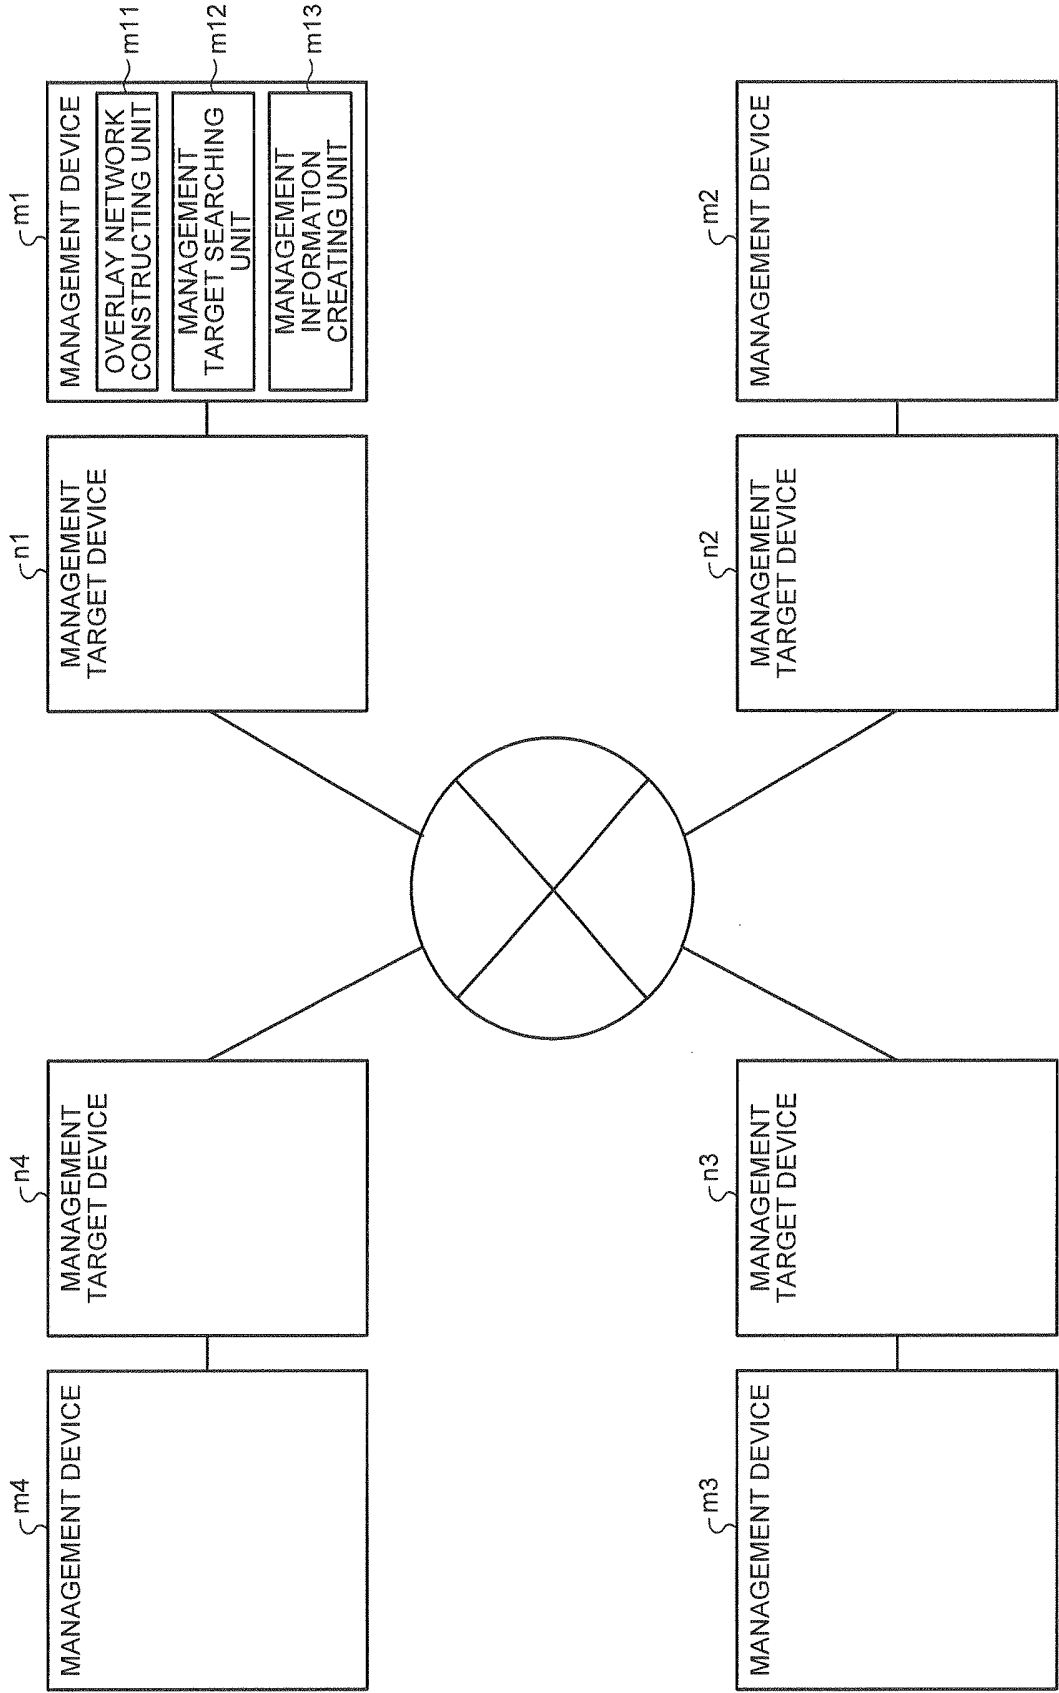 m4
MANAGEMENT DEVICE
n4
MANAGEMENT
TARGET DEVICE
n1
MANAGEMENT
TARGET DEVICE
m1
MANAGEMENT DEVICE
OVERLAY NETWORK
CONSTRUCTING UNIT
m11
MANAGEMENT
TARGET SEARCHING
UNIT
m12
MANAGEMENT
INFORMATION
CREATING UNIT
m13
m3
MANAGEMENT DEVICE
n3
MANAGEMENT
TARGET DEVICE
n2
MANAGEMENT
TARGET DEVICE
m2
MANAGEMENT DEVICE